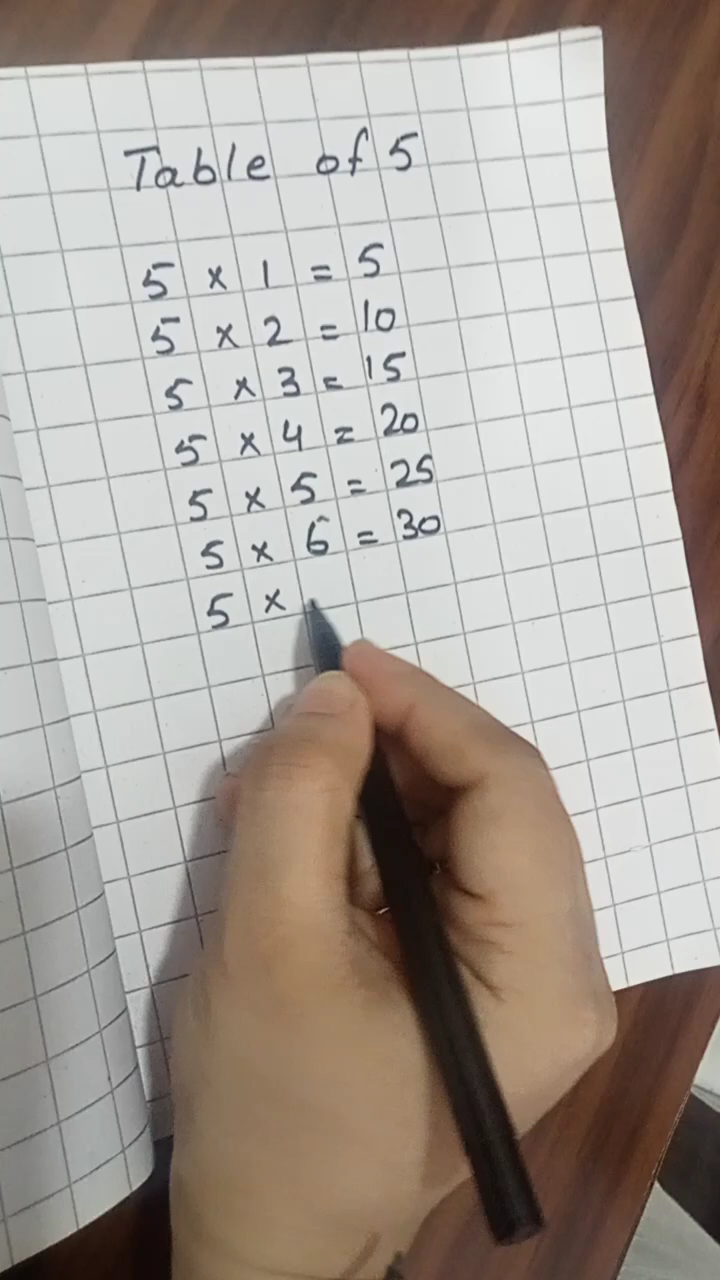 Table of 5
5 × 1 = 5
5 × 2 = 10
5 × 3 = 15
5 × 4 = 20
5 × 5 = 25
5 × 6 = 30
5 ×